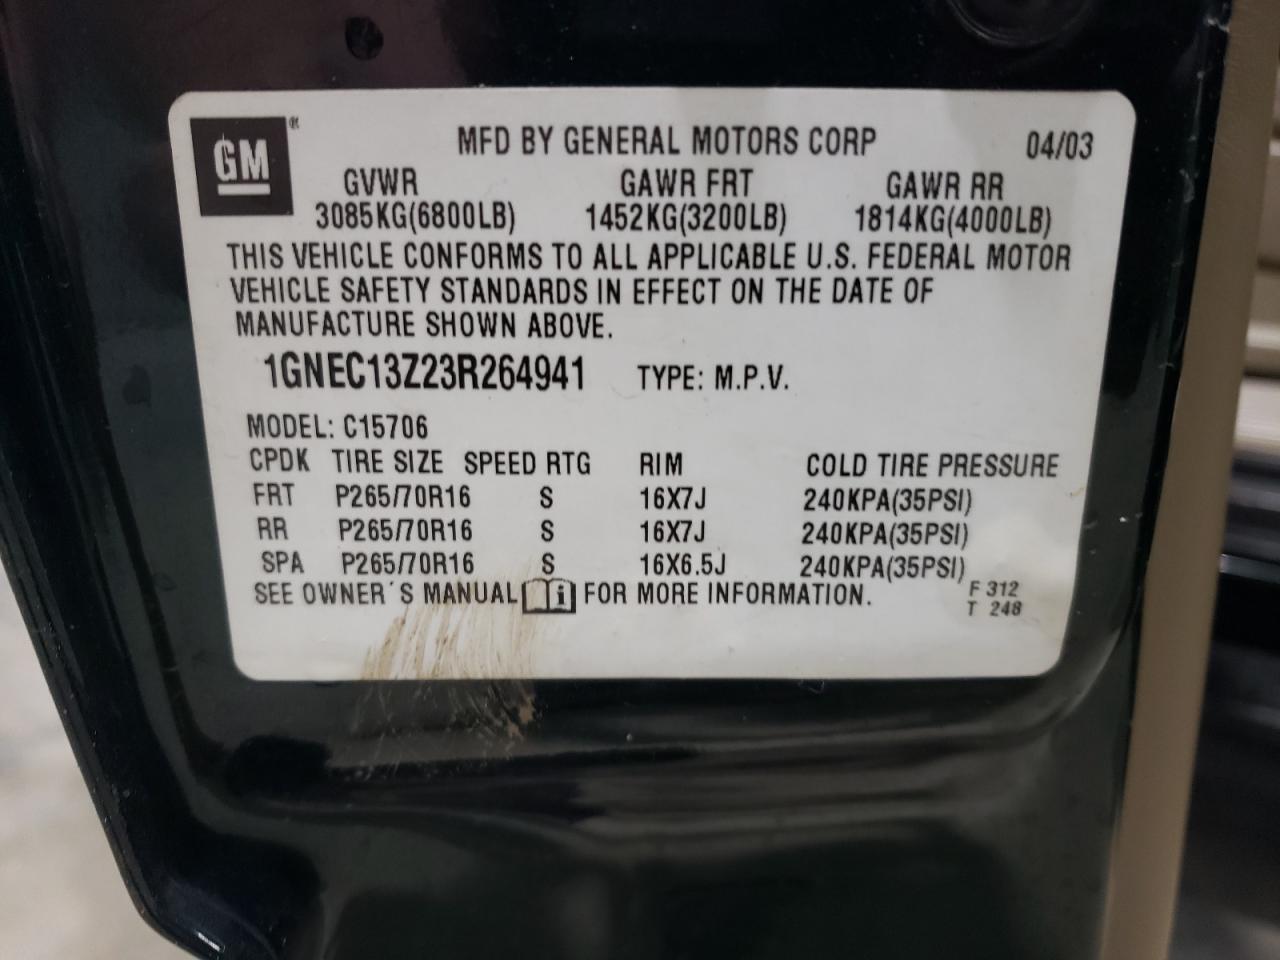 GM ®
MFD BY GENERAL MOTORS CORP 04/03
GVWR GAWR FRT GAWR RR
3085KG(6800LB) 1452KG(3200LB) 1814KG(4000LB)
THIS VEHICLE CONFORMS TO ALL APPLICABLE U.S. FEDERAL MOTOR
VEHICLE SAFETY STANDARDS IN EFFECT ON THE DATE OF
MANUFACTURE SHOWN ABOVE.
1GNEC13Z23R264941 TYPE: M.P.V.
MODEL: C15706
CPDK TIRE SIZE SPEED RTG RIM COLD TIRE PRESSURE
FRT P265/70R16 S 16X7J 240KPA(35PSI)
RR P265/70R16 S 16X7J 240KPA(35PSI)
SPA P265/70R16 S 16X6.5J 240KPA(35PSI)
SEE OWNER´S MANUAL i FOR MORE INFORMATION.
F 312
T 248